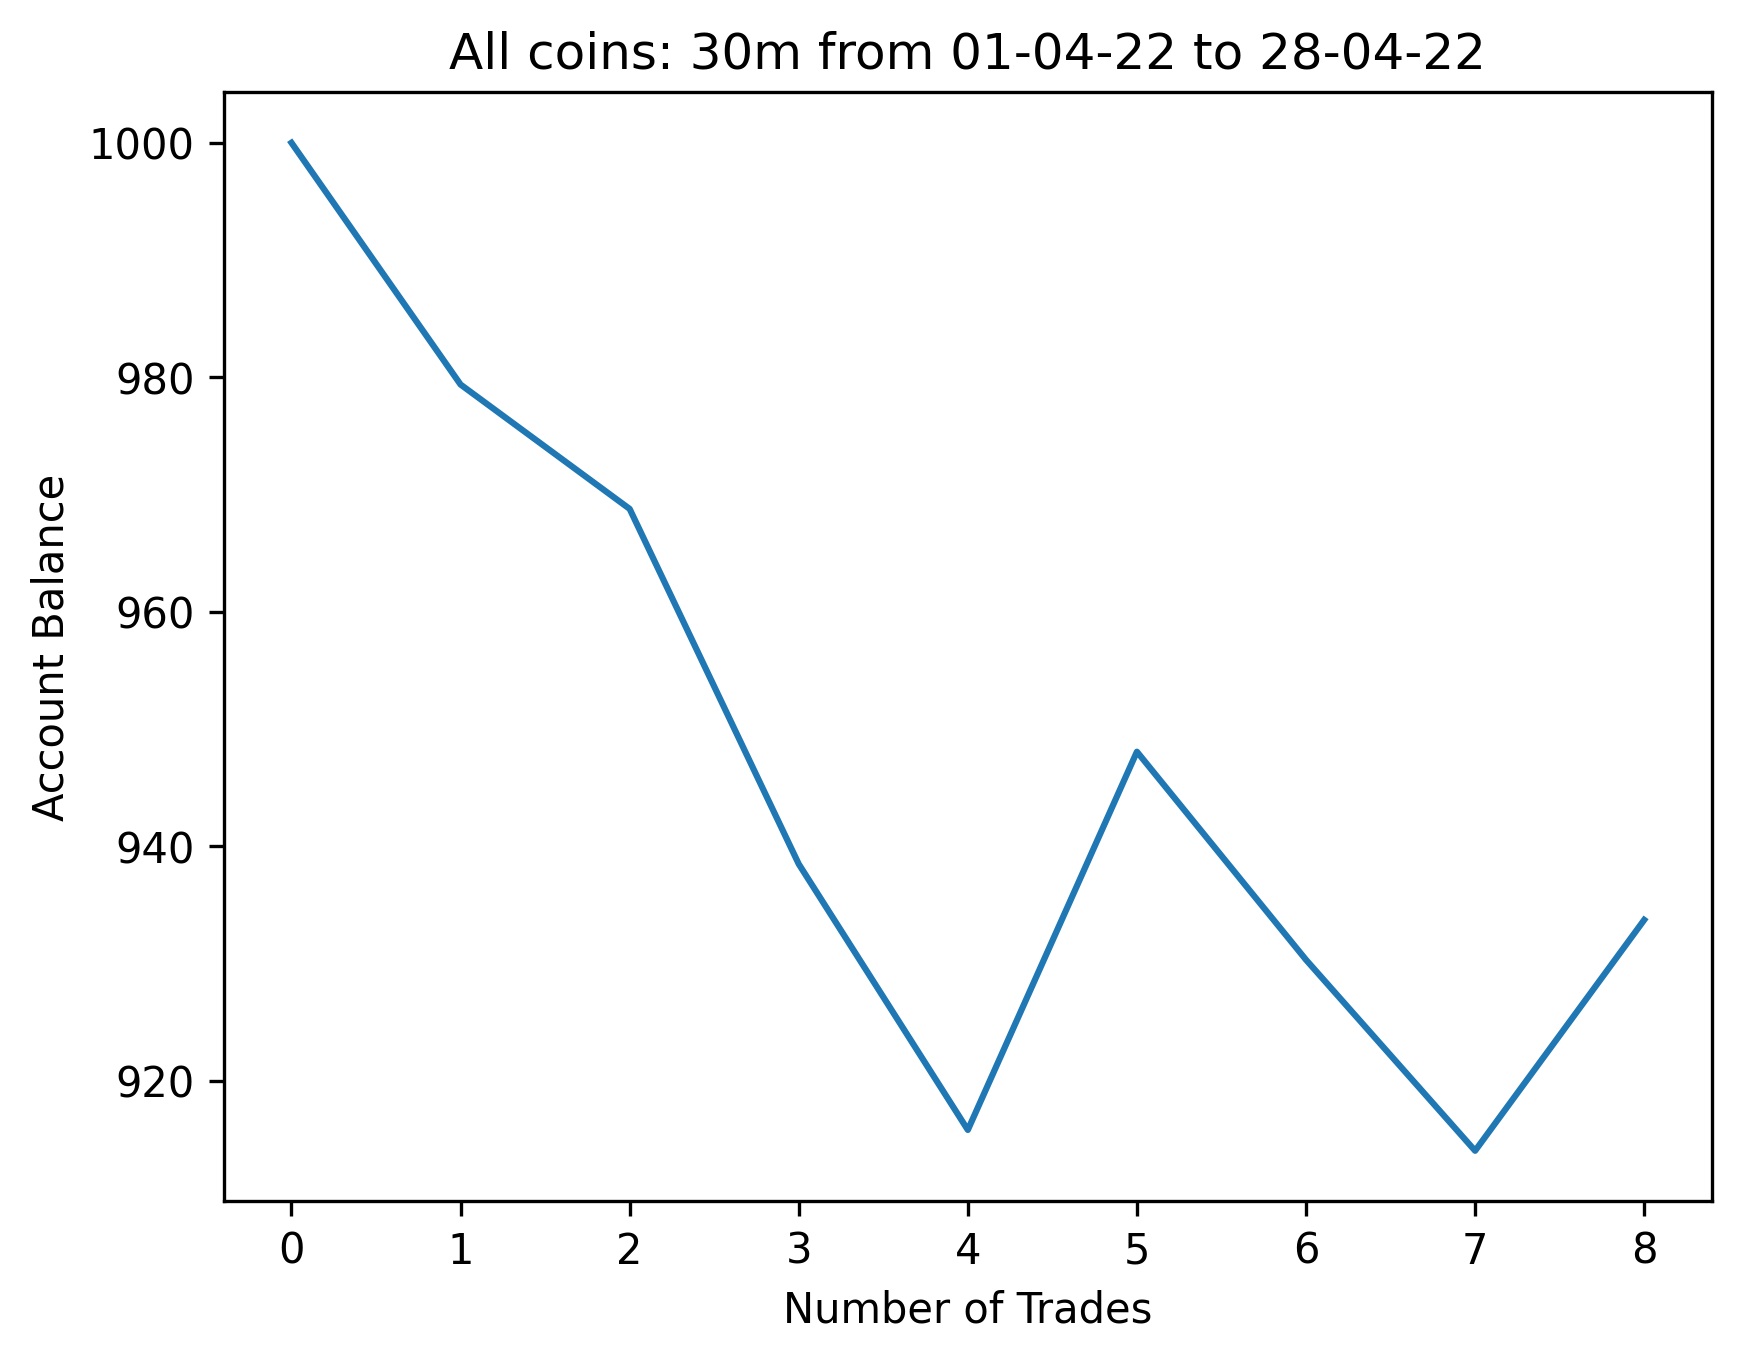 All coins: 30m from 01-04-22 to 28-04-22
1000
980
960
940
920
Account Balance
0 1 2 3 4 5 6 7 8
Number of Trades